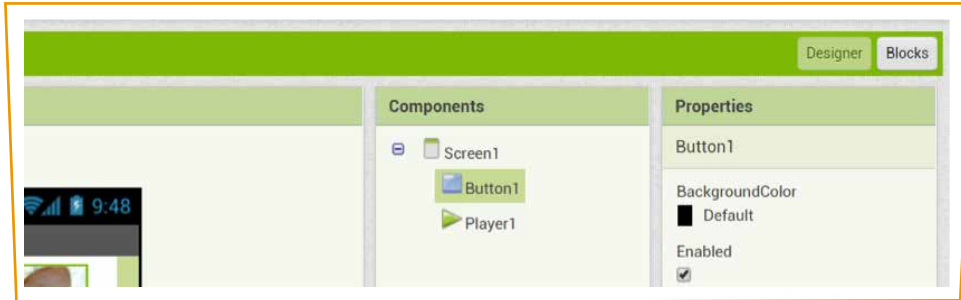 Designer Blocks
Components
Properties
Screen1
Button1
Player1
Button1
BackgroundColor
Default
Enabled
9:48